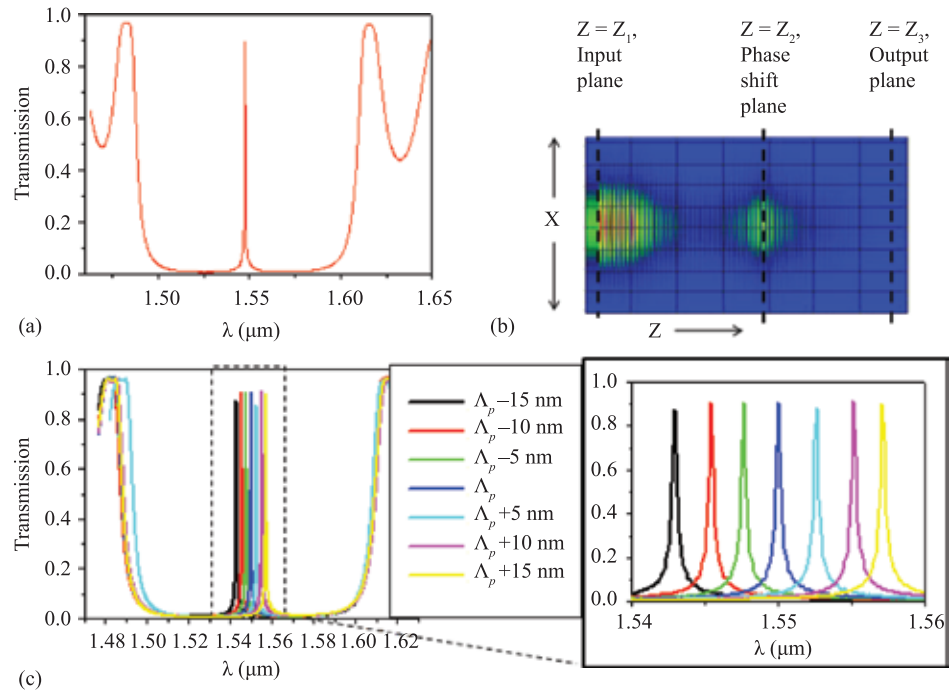 1.0
0.8
0.6
0.4
0.2
0.0
Transmission
1.50
1.55
1.60
1.65
λ (μm)
(a)
Z = Z₁,
Input
plane
Z = Z₂,
Phase
shift
plane
Z = Z₃,
Output
plane
X
Z
(b)
1.0
0.8
0.6
0.4
0.2
0.0
Transmission
1.48 1.50 1.52 1.54 1.56 1.58 1.60 1.62
λ (μm)
(c)
Λₚ−15 nm
Λₚ−10 nm
Λₚ−5 nm
Λₚ
Λₚ+5 nm
Λₚ+10 nm
Λₚ+15 nm
1.0
0.8
0.6
0.4
0.2
0.0
1.54
1.55
1.56
λ (μm)